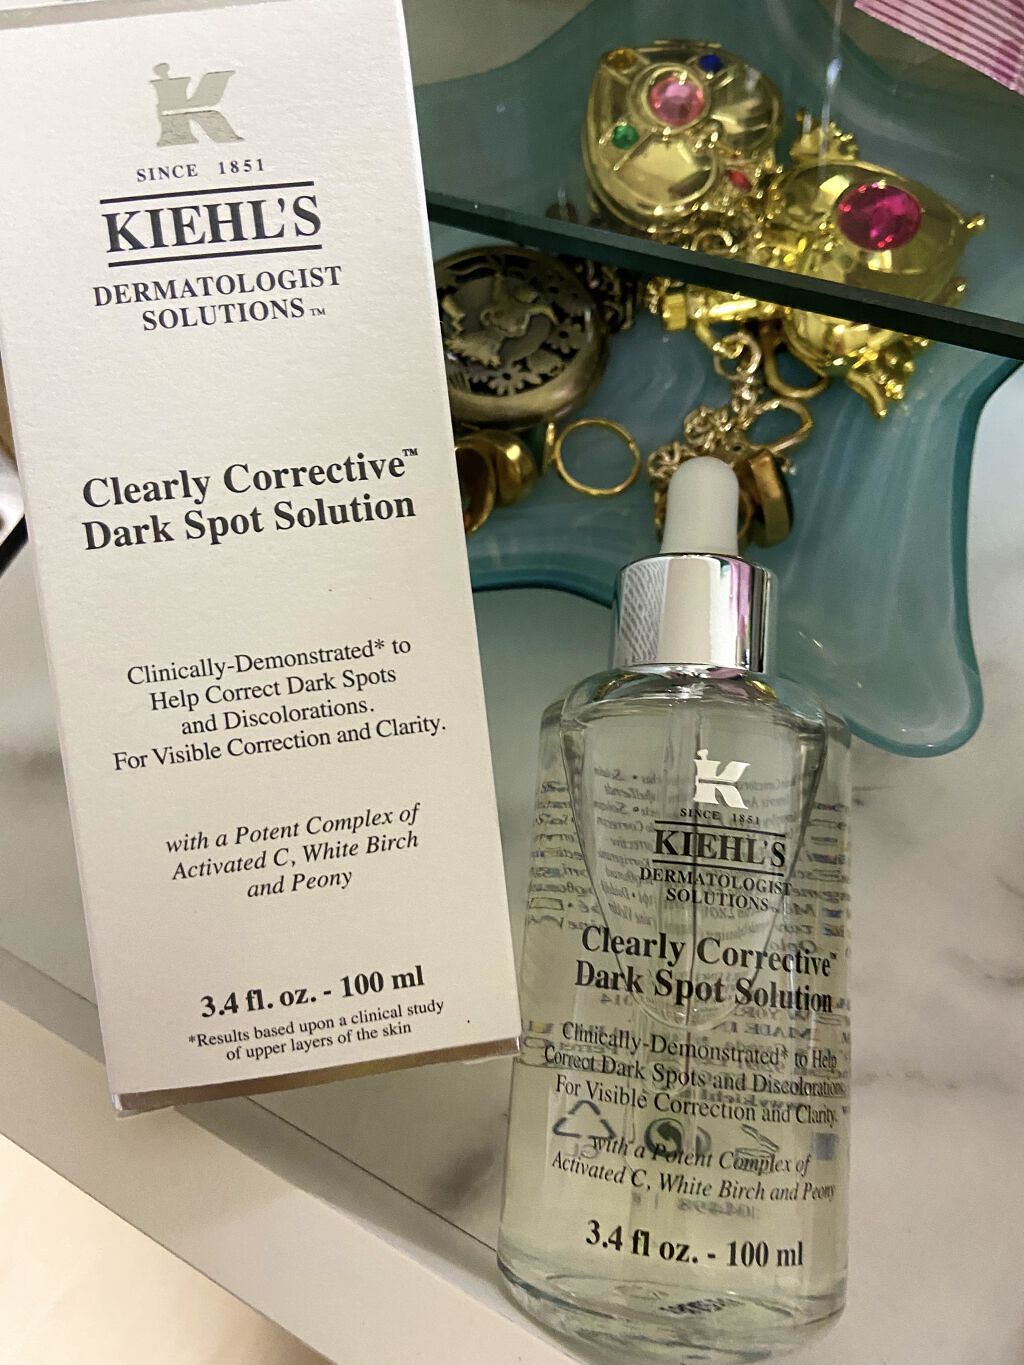 K
SINCE 1851
KIEHL'S
DERMATOLOGIST
SOLUTIONS™
Clearly Corrective™
Dark Spot Solution
Clinically-Demonstrated* to
Help Correct Dark Spots
and Discolorations.
For Visible Correction and Clarity.
with a Potent Complex of
Activated C, White Birch
and Peony
3.4 fl. oz. - 100 ml
*Results based upon a clinical study
of upper layers of the skin
K
SINCE 1851
KIEHL'S
DERMATOLOGIST
SOLUTIONS™
Clearly Corrective™
Dark Spot Solution
Clinically-Demonstrated* to Help
Correct Dark Spots and Discolorations.
For Visible Correction and Clarity.
with a Potent Complex of
Activated C, White Birch and Peony
3.4 fl oz. - 100 ml